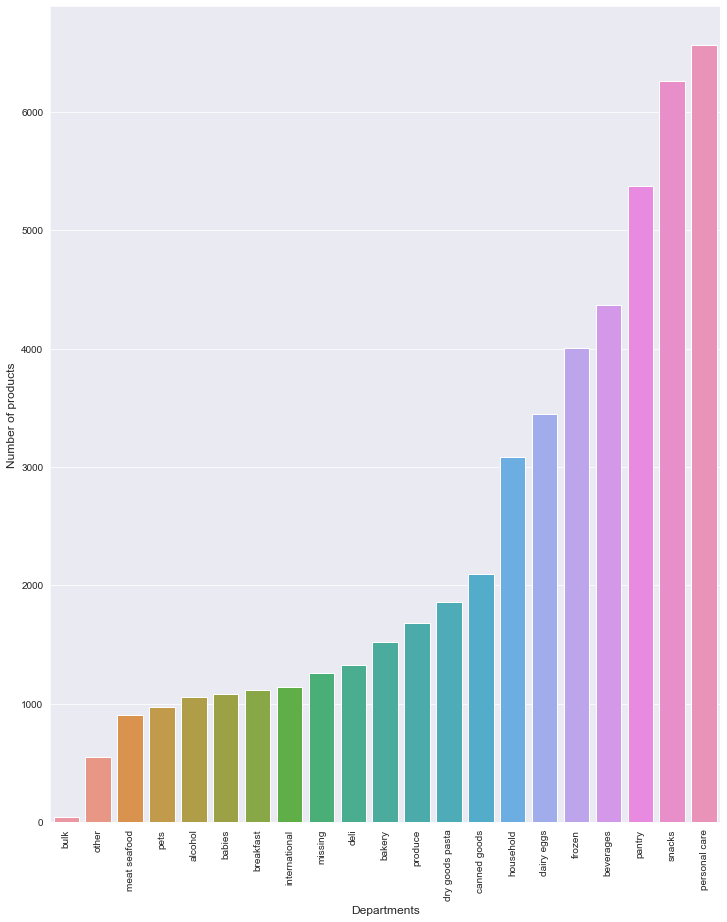 6000
5000
4000
3000
2000
1000
0
Number of products
bulk
other
meat seafood
pets
alcohol
babies
breakfast
international
missing
deli
bakery
produce
dry goods pasta
canned goods
household
dairy eggs
frozen
beverages
pantry
snacks
personal care
Departments